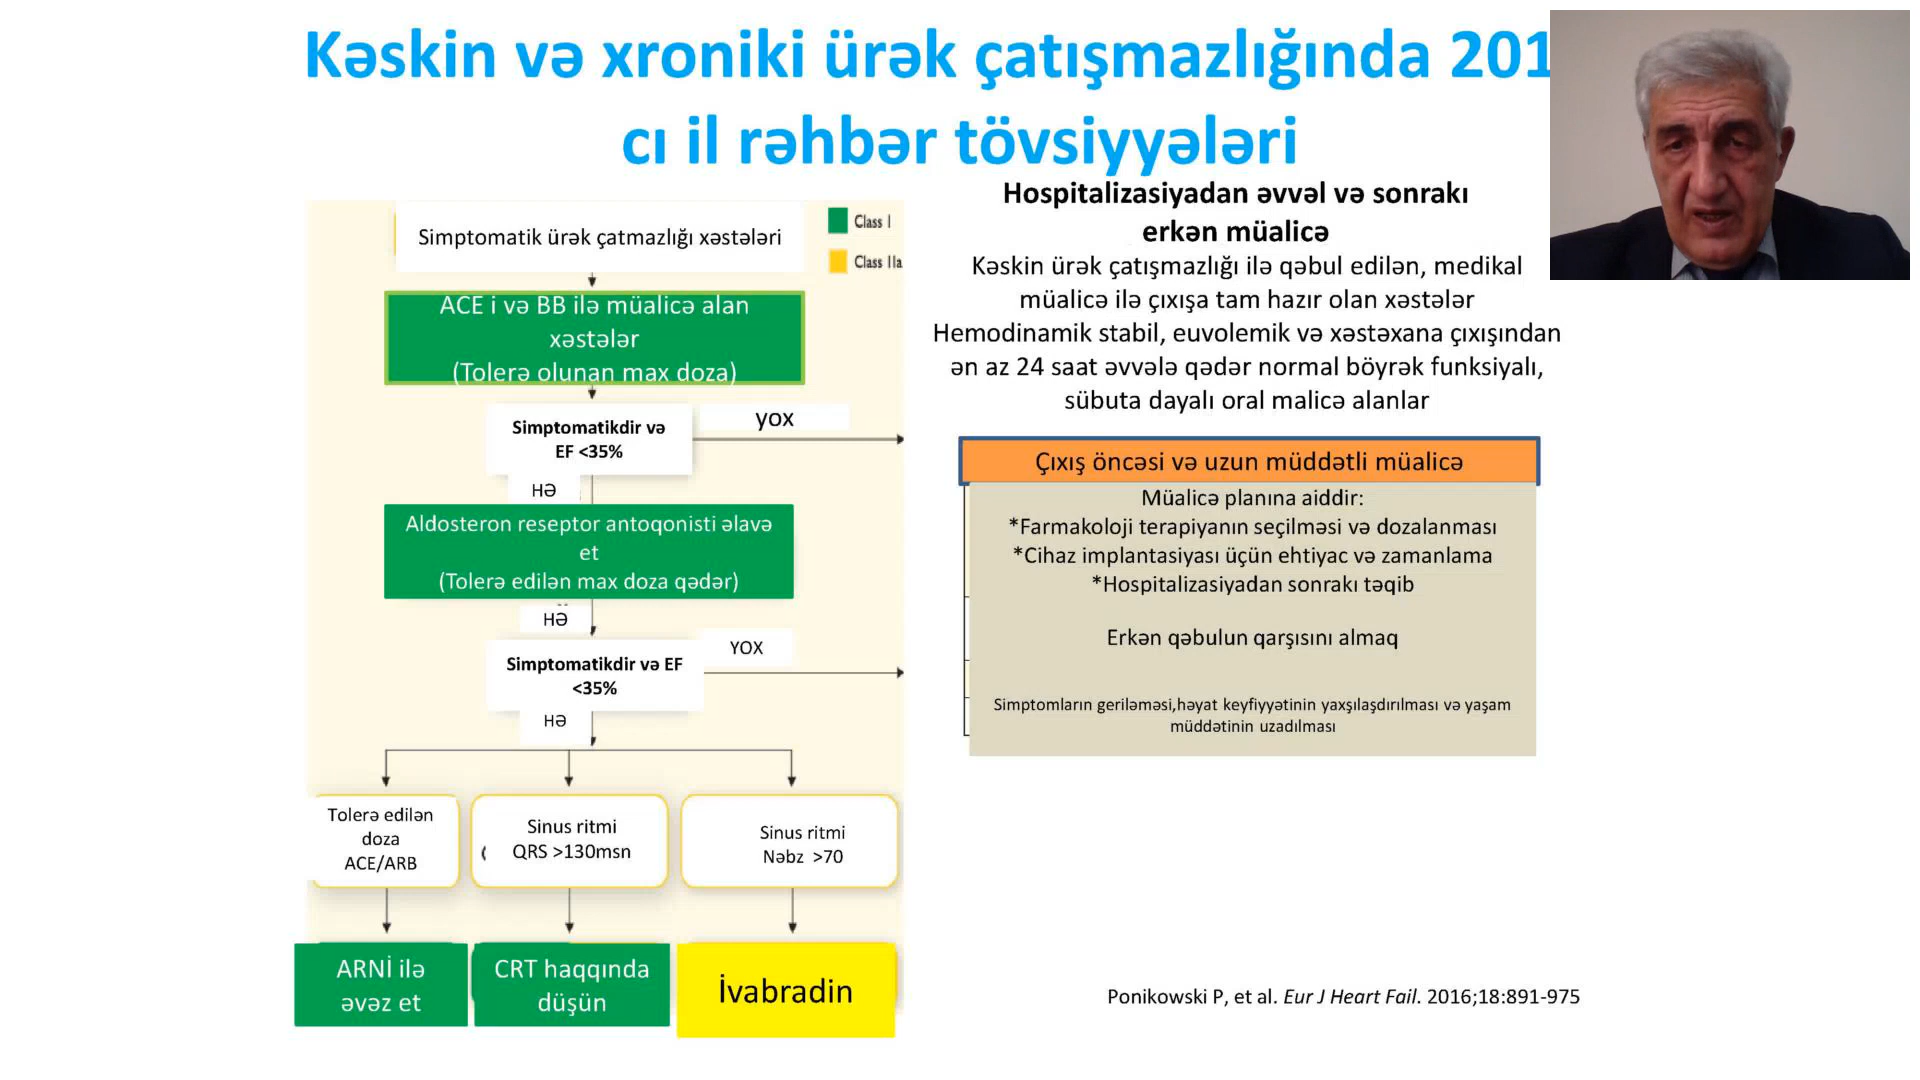 Kəskin və xroniki ürək çatışmazlığında 201
cı il rəhbər tövsiyyələri
Simptomatik ürək çatmazlığı xəstələri
Class I
Class IIa
ACE i və BB ilə müalicə alan
xəstələr
(Tolerə olunan max doza)
Simptomatikdir və
EF <35%
yox
HƏ
Aldosteron reseptor antoqonisti əlavə
et
(Tolerə edilən max doza qədər)
HƏ
Simptomatikdir və EF
<35%
YOX
HƏ
Tolerə edilən
doza
ACE/ARB
Sinus ritmi
QRS >130msn
Sinus ritmi
Nəbz >70
ARNİ ilə
əvəz et
CRT haqqında
düşün
İvabradin
Hospitalizasiyadan əvvəl və sonrakı
erkən müalicə
Kəskin ürək çatışmazlığı ilə qəbul edilən, medikal
müalicə ilə çıxışa tam hazır olan xəstələr
Hemodinamik stabil, euvolemik və xəstəxana çıxışından
ən az 24 saat əvvələ qədər normal böyrək funksiyalı,
sübuta dayalı oral malicə alanlar
Çıxış öncəsi və uzun müddətli müalicə
Müalicə planına aiddir:
*Farmakoloji terapiyanın seçilməsi və dozalanması
*Cihaz implantasiyası üçün ehtiyac və zamanlama
*Hospitalizasiyadan sonrakı təqib
Erkən qəbulun qarşısını almaq
Simptomların geriləməsi,həyat keyfiyyətinin yaxşılaşdırılması və yaşam
müddətinin uzadılması
Ponikowski P, et al. Eur J Heart Fail. 2016;18:891-975